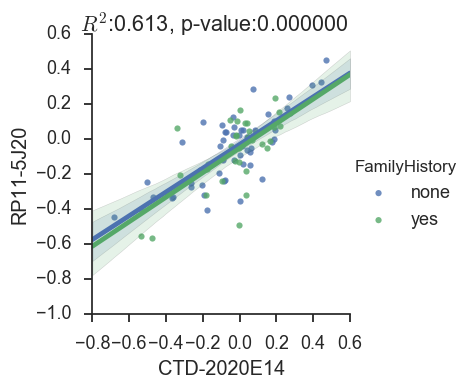 R²:0.613, p-value:0.000000
0.6
0.4
0.2
0.0
−0.2
−0.4
−0.6
−0.8
−1.0
RP11-5J20
−0.8 −0.6 −0.4 −0.2 0.0 0.2 0.4 0.6
CTD-2020E14
FamilyHistory
none
yes